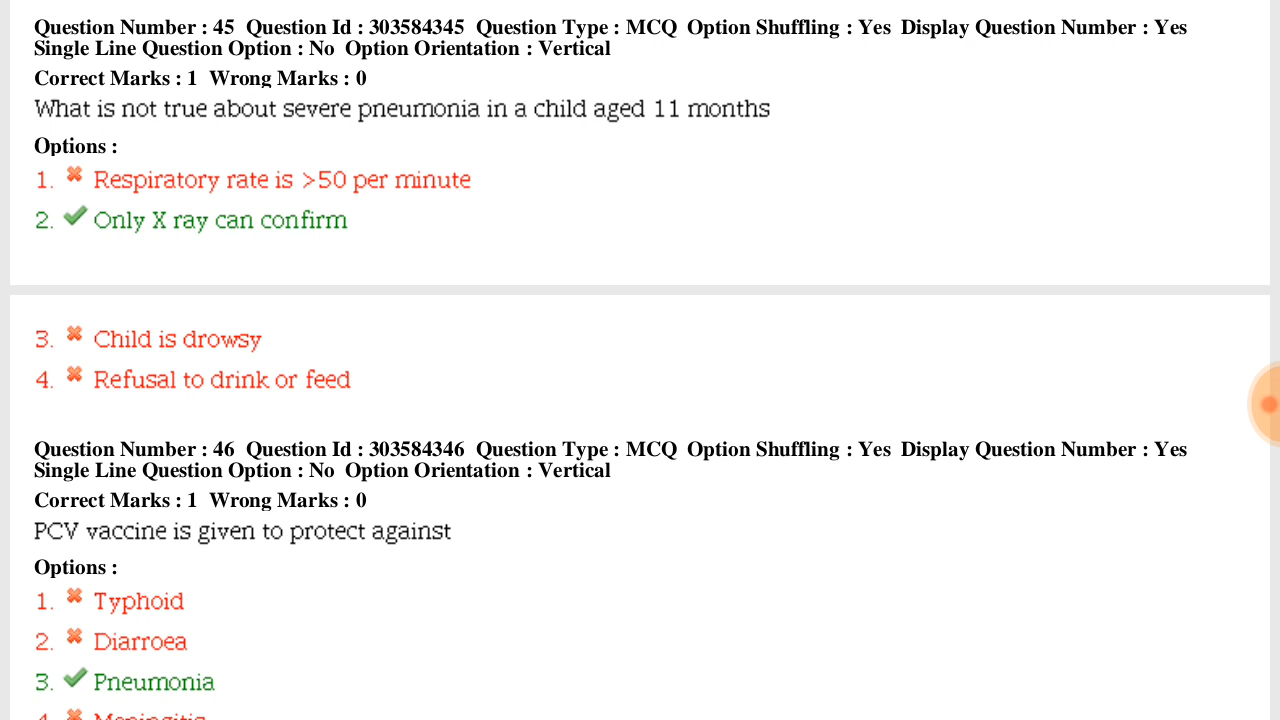 Question Number : 45 Question Id : 303584345 Question Type : MCQ Option Shuffling : Yes Display Question Number : Yes
Single Line Question Option : No Option Orientation : Vertical
Correct Marks : 1 Wrong Marks : 0
What is not true about severe pneumonia in a child aged 11 months
Options :
1. Respiratory rate is >50 per minute
2. Only X ray can confirm
3. Child is drowsy
4. Refusal to drink or feed
Question Number : 46 Question Id : 303584346 Question Type : MCQ Option Shuffling : Yes Display Question Number : Yes
Single Line Question Option : No Option Orientation : Vertical
Correct Marks : 1 Wrong Marks : 0
PCV vaccine is given to protect against
Options :
1. Typhoid
2. Diarroea
3. Pneumonia
4. Meningitis